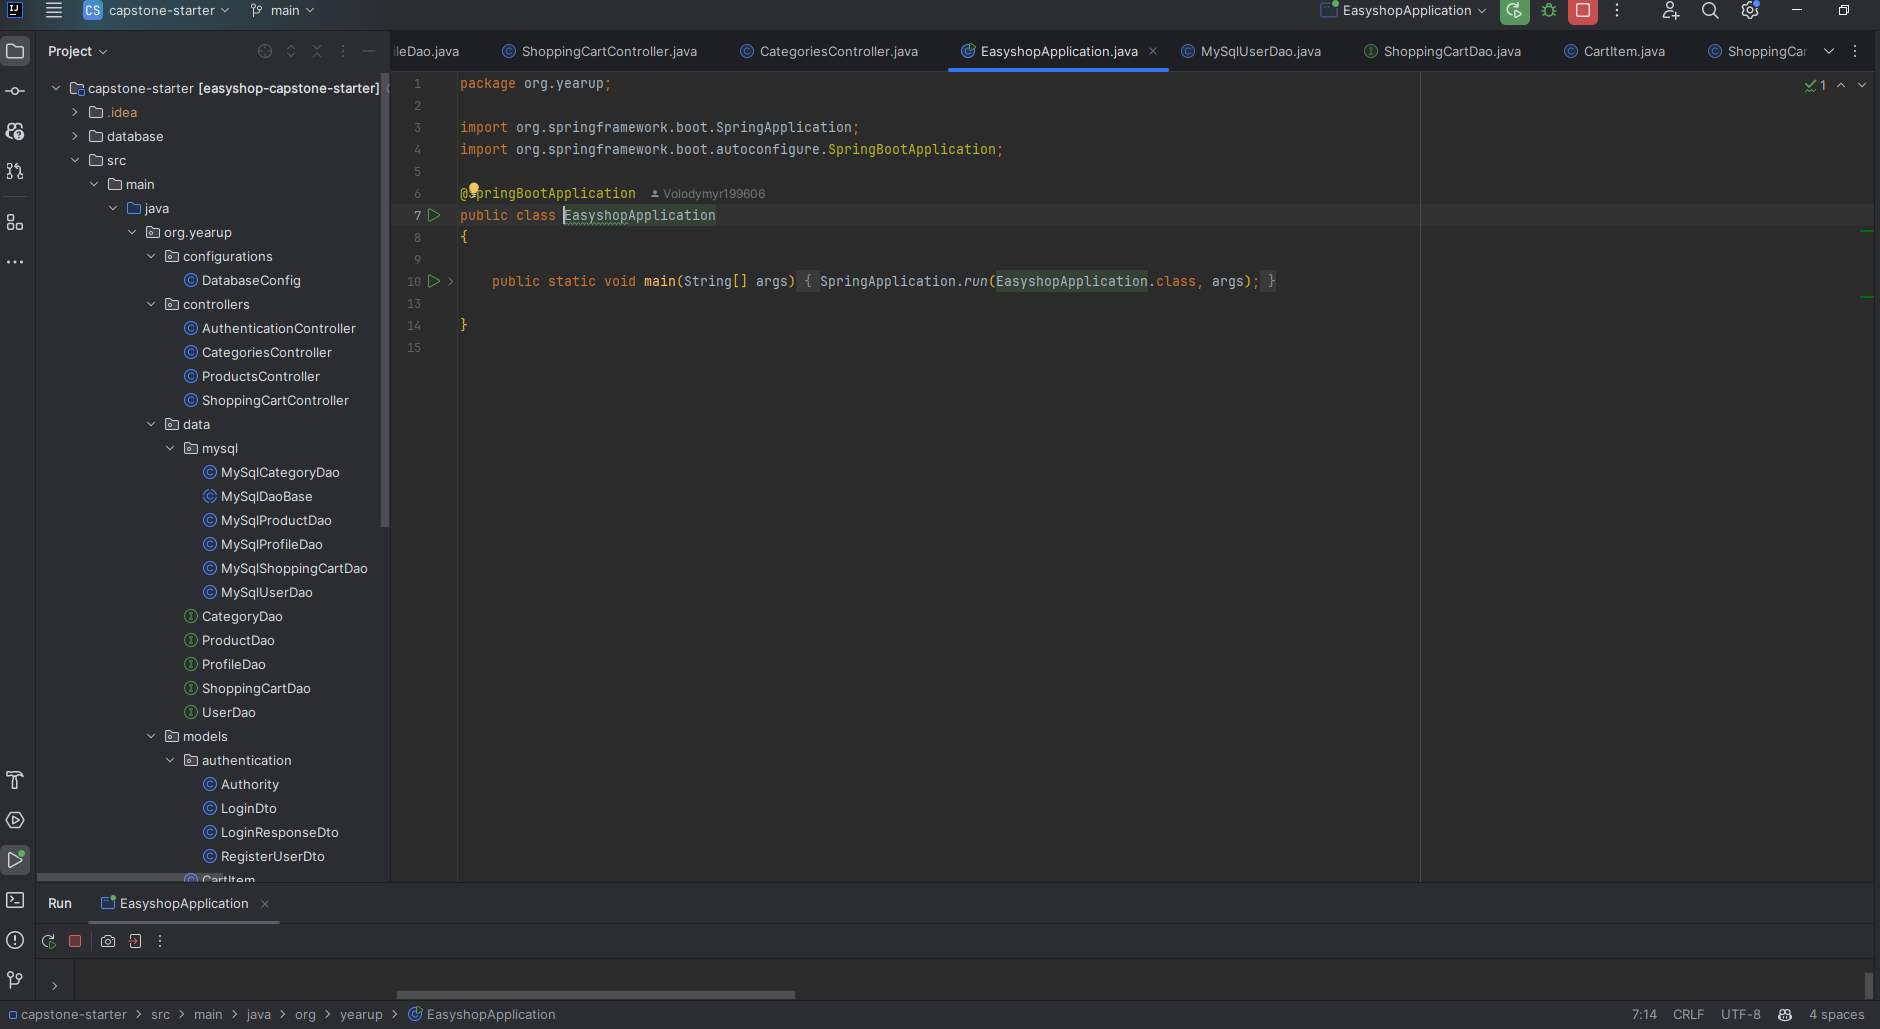 CS capstone-starter main EasyshopApplication
Project
ileDao.java ShoppingCartController.java CategoriesController.java EasyshopApplication.java MySqlUserDao.java ShoppingCartDao.java CartItem.java ShoppingCar
capstone-starter [easyshop-capstone-starter]
.idea
database
src
main
java
org.yearup
configurations
DatabaseConfig
controllers
AuthenticationController
CategoriesController
ProductsController
ShoppingCartController
data
mysql
MySqlCategoryDao
MySqlDaoBase
MySqlProductDao
MySqlProfileDao
MySqlShoppingCartDao
MySqlUserDao
CategoryDao
ProductDao
ProfileDao
ShoppingCartDao
UserDao
models
authentication
Authority
LoginDto
LoginResponseDto
RegisterUserDto
CartItem
1 package org.yearup;
2
3 import org.springframework.boot.SpringApplication;
4 import org.springframework.boot.autoconfigure.SpringBootApplication;
5
6 @SpringBootApplication Volodymyr199606
7 public class EasyshopApplication
8 {
9
10 public static void main(String[] args) { SpringApplication.run(EasyshopApplication.class, args); }
13
14 }
15
1
Run EasyshopApplication
capstone-starter > src > main > java > org > yearup > EasyshopApplication
7:14 CRLF UTF-8 4 spaces